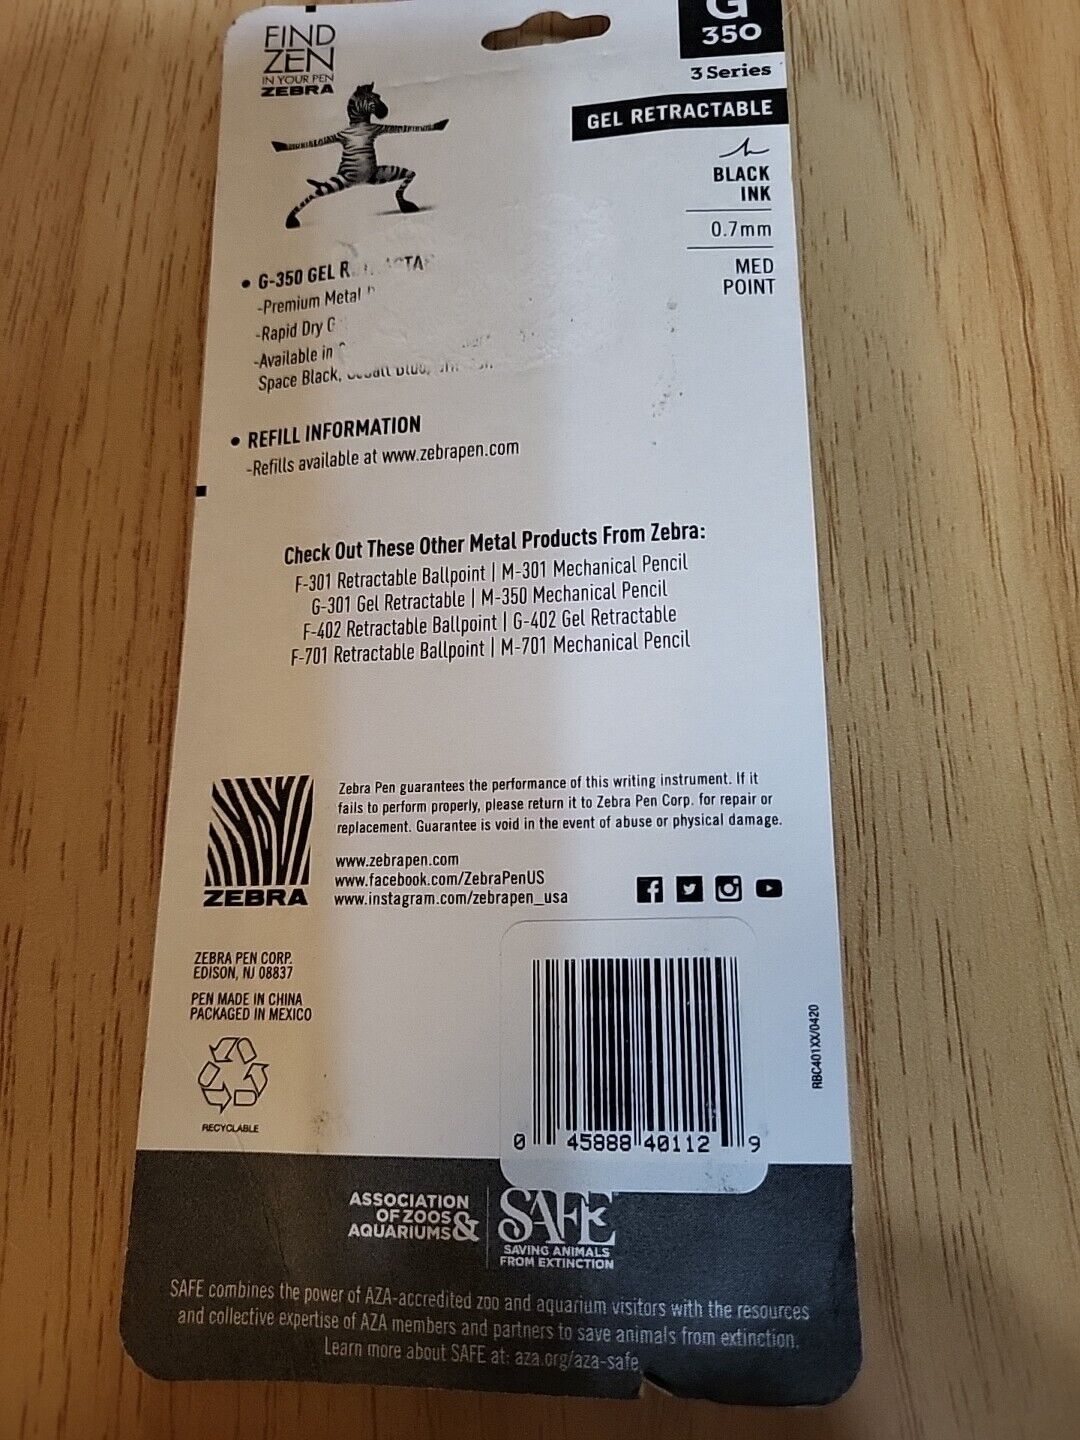 FIND
ZEN
IN YOUR PEN
ZEBRA
G
350
3 Series
GEL RETRACTABLE
BLACK
INK
0.7mm
MED
POINT
• G-350 GEL
-Premium Metal
-Rapid Dry
-Available in
Space Black, Cobalt Blue,
• REFILL INFORMATION
-Refills available at www.zebrapen.com
Check Out These Other Metal Products From Zebra:
F-301 Retractable Ballpoint | M-301 Mechanical Pencil
G-301 Gel Retractable | M-350 Mechanical Pencil
F-402 Retractable Ballpoint | G-402 Gel Retractable
F-701 Retractable Ballpoint | M-701 Mechanical Pencil
ZEBRA
Zebra Pen guarantees the performance of this writing instrument. If it
fails to perform properly, please return it to Zebra Pen Corp. for repair or
replacement. Guarantee is void in the event of abuse or physical damage.
www.zebrapen.com
www.facebook.com/ZebraPenUS
www.instagram.com/zebrapen_usa
ZEBRA PEN CORP.
EDISON, NJ 08837
PEN MADE IN CHINA
PACKAGED IN MEXICO
RECYCLABLE
0 45888 40112 9
RBC401XX/0420
ASSOCIATION
OF ZOOS &
AQUARIUMS
SAFE
SAVING ANIMALS
FROM EXTINCTION
SAFE combines the power of AZA-accredited zoo and aquarium visitors with the resources
and collective expertise of AZA members and partners to save animals from extinction.
Learn more about SAFE at: aza.org/aza-safe